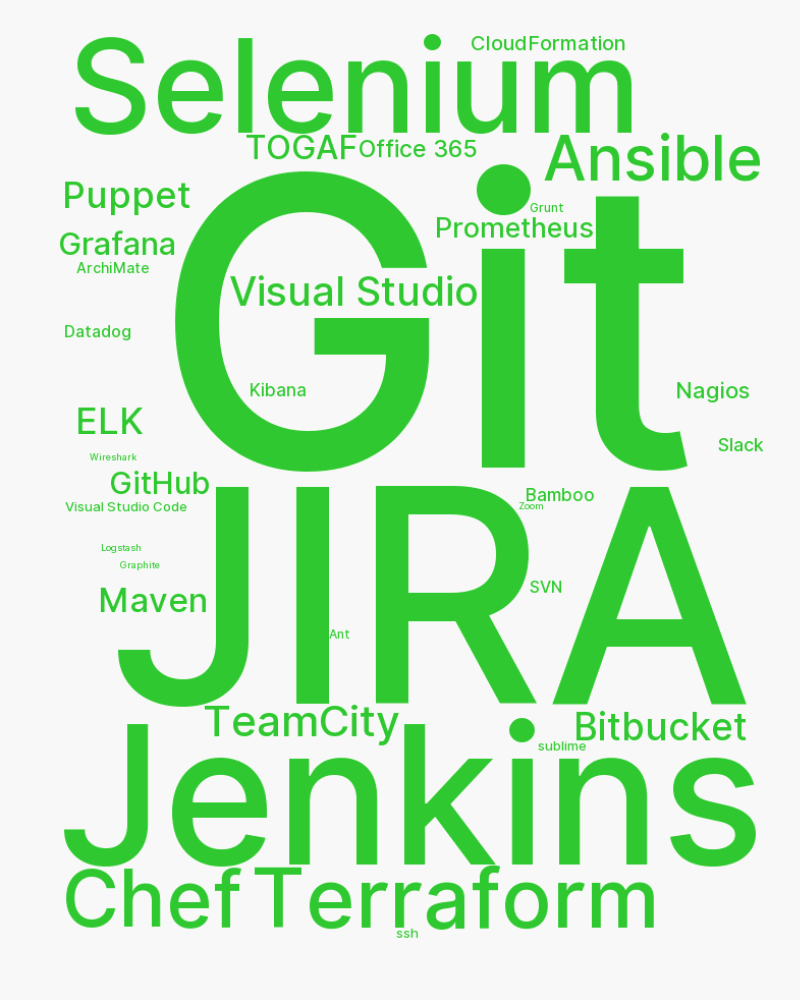 CloudFormation
Selenium
TOGAF
Office 365
Ansible
Puppet
Grunt
Prometheus
Grafana
ArchiMate
Git
Visual Studio
Datadog
Kibana
Nagios
ELK
Slack
Wireshark
GitHub
Bamboo
Visual Studio Code
Zoom
Logstash
Graphite
JIRA
SVN
Maven
Ant
TeamCity
Bitbucket
sublime
Jenkins
Chef
Terraform
ssh